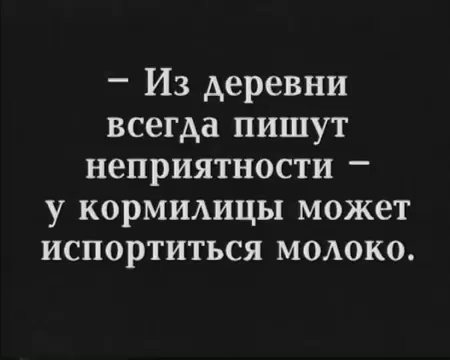 – Из деревни
всегда пишут
неприятности –
у кормилицы может
испортиться молоко.